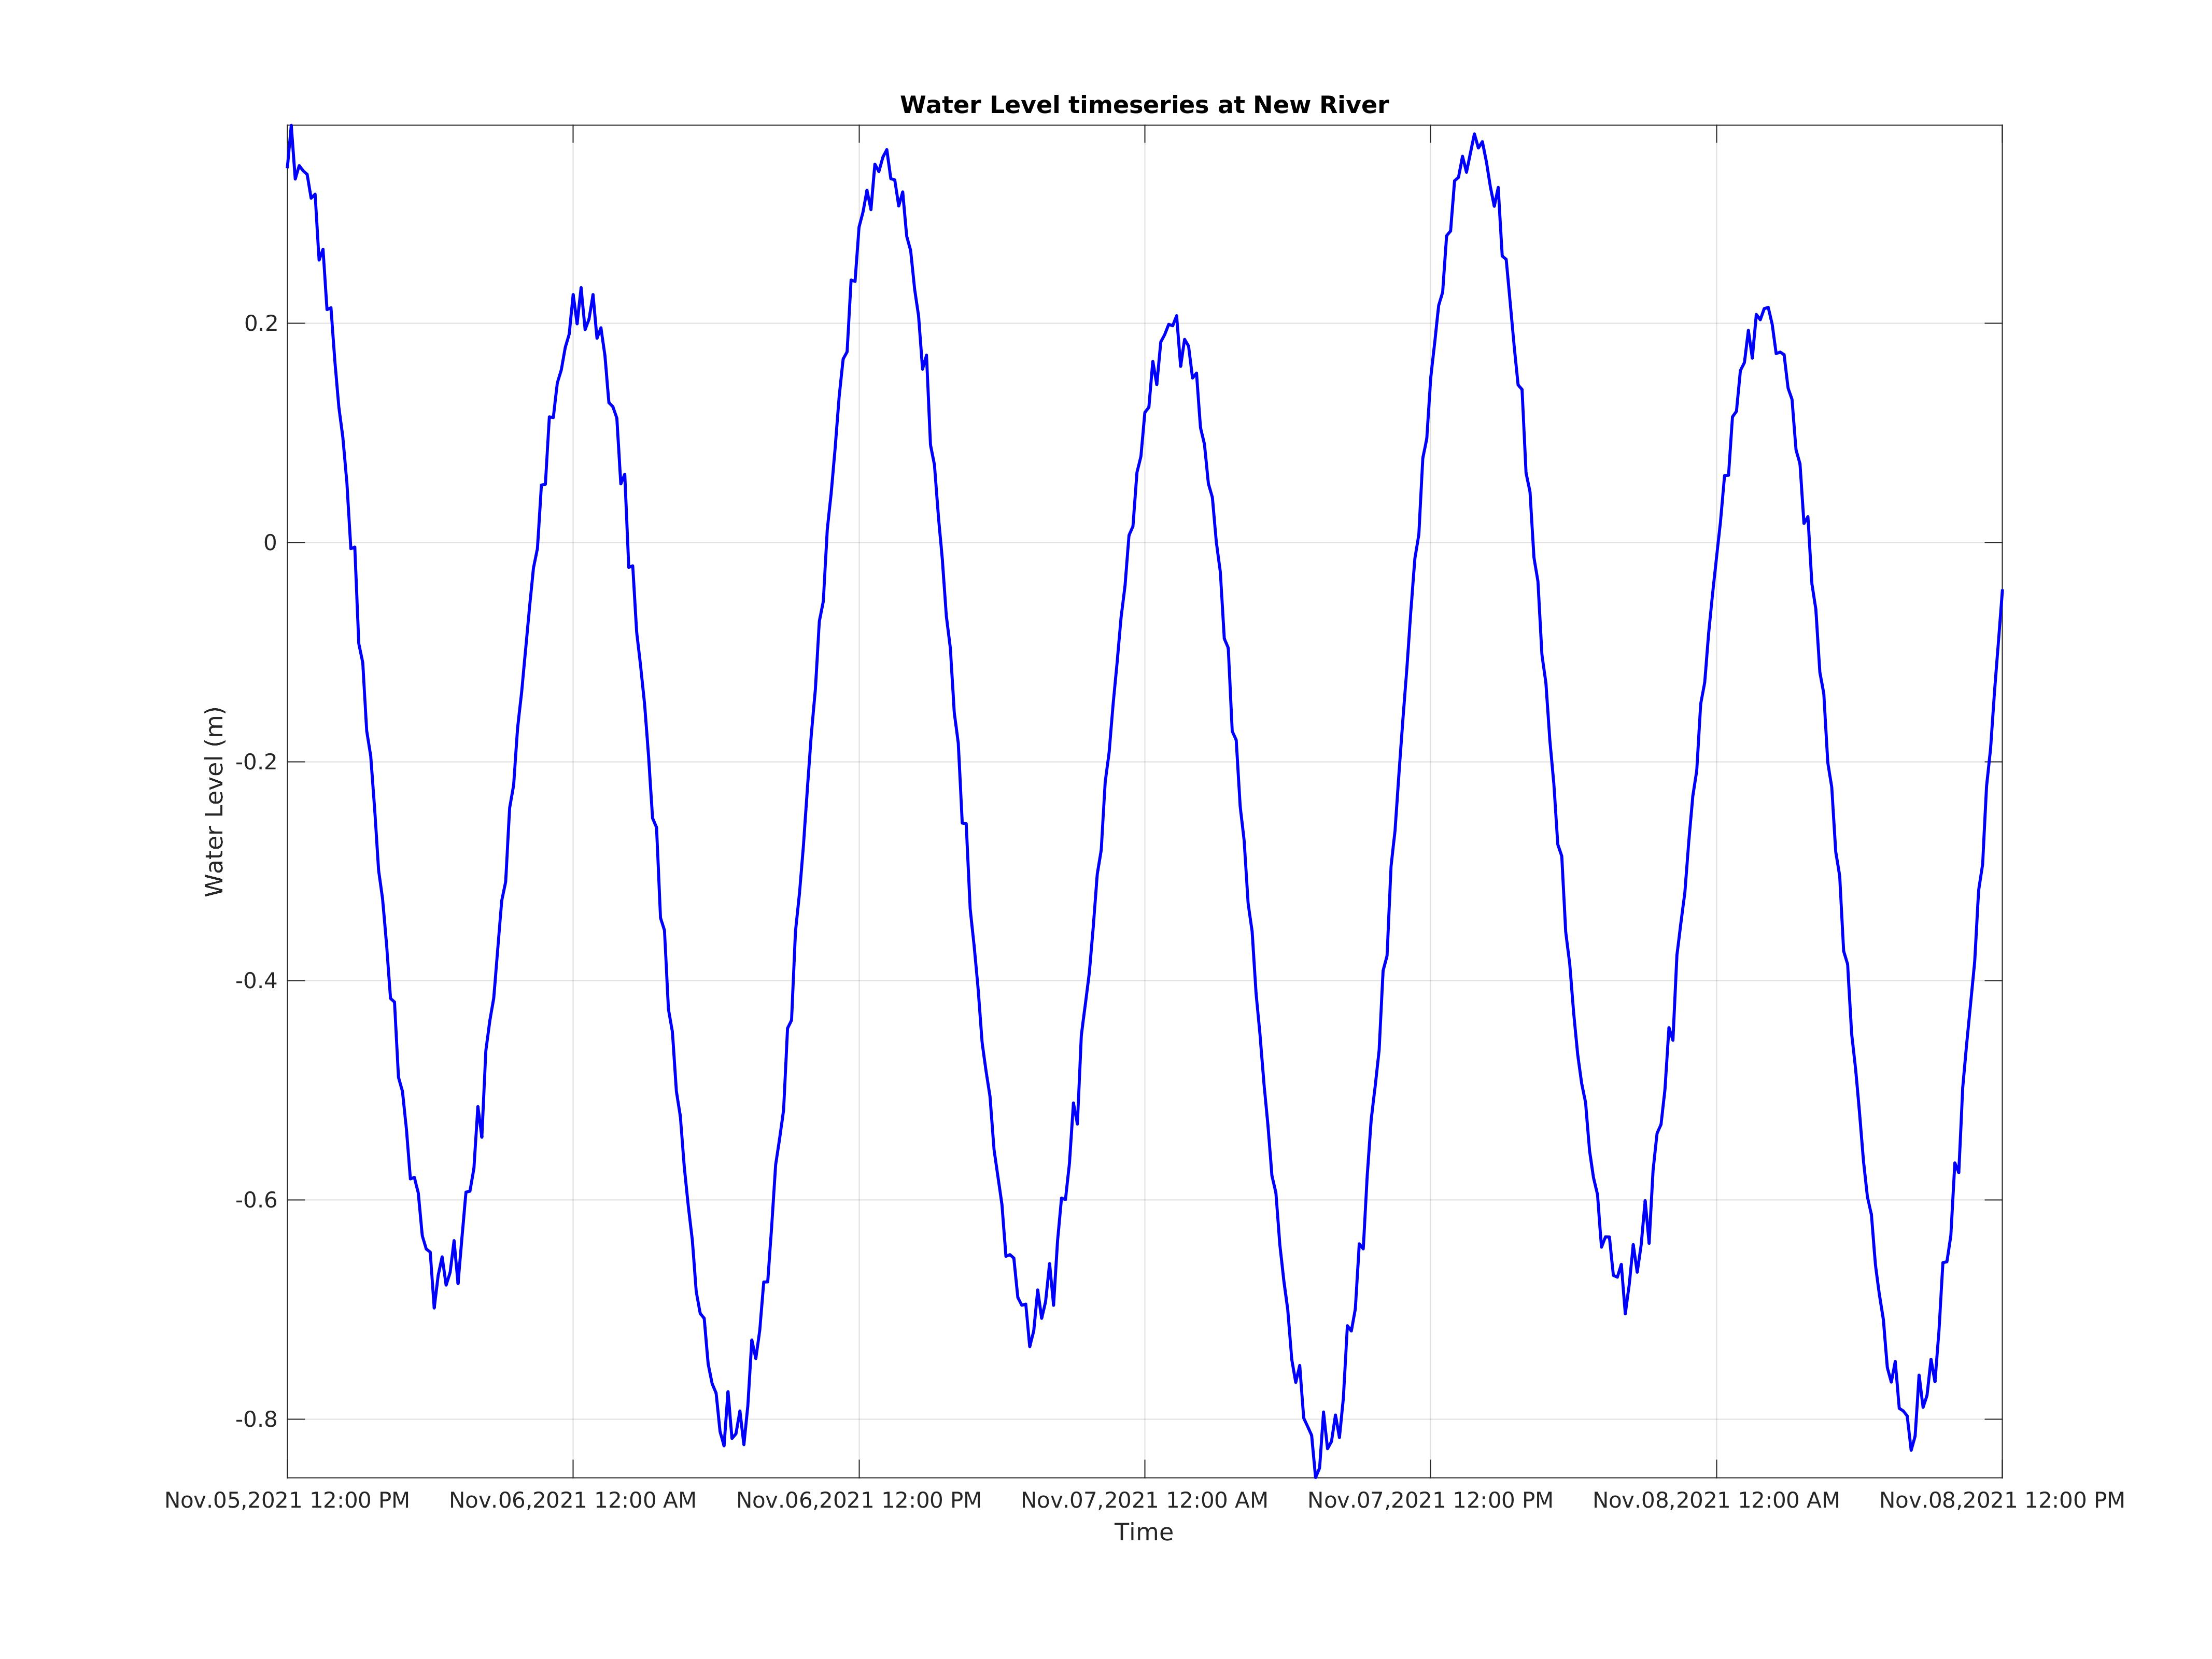 Water Level timeseries at New River
Water Level (m)
0.2
0
-0.2
-0.4
-0.6
-0.8
Nov.05,2021 12:00 PM
Nov.06,2021 12:00 AM
Nov.06,2021 12:00 PM
Nov.07,2021 12:00 AM
Nov.07,2021 12:00 PM
Nov.08,2021 12:00 AM
Nov.08,2021 12:00 PM
Time